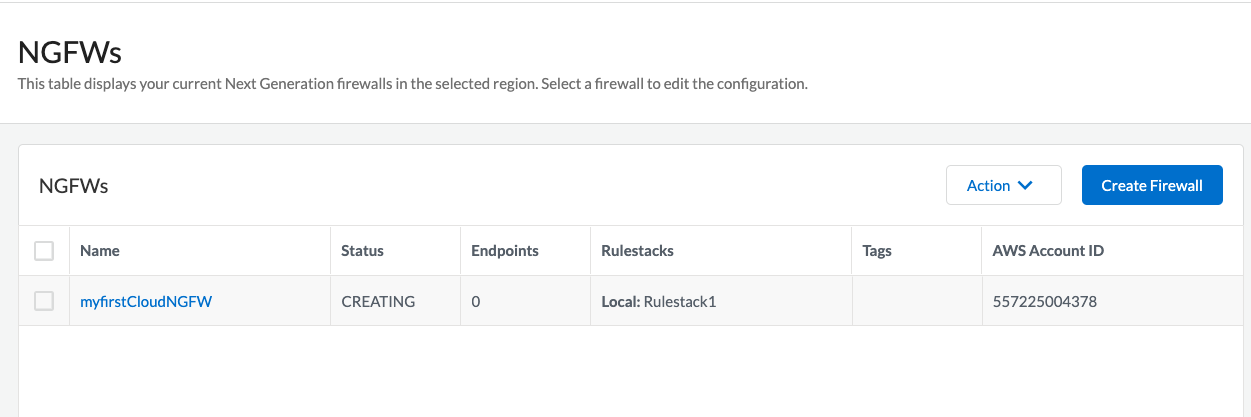 NGFWs
This table displays your current Next Generation firewalls in the selected region. Select a firewall to edit the configuration.
NGFWs Action Create Firewall
Name Status Endpoints Rulestacks Tags AWS Account ID
myfirstCloudNGFW CREATING 0 Local: Rulestack1 557225004378